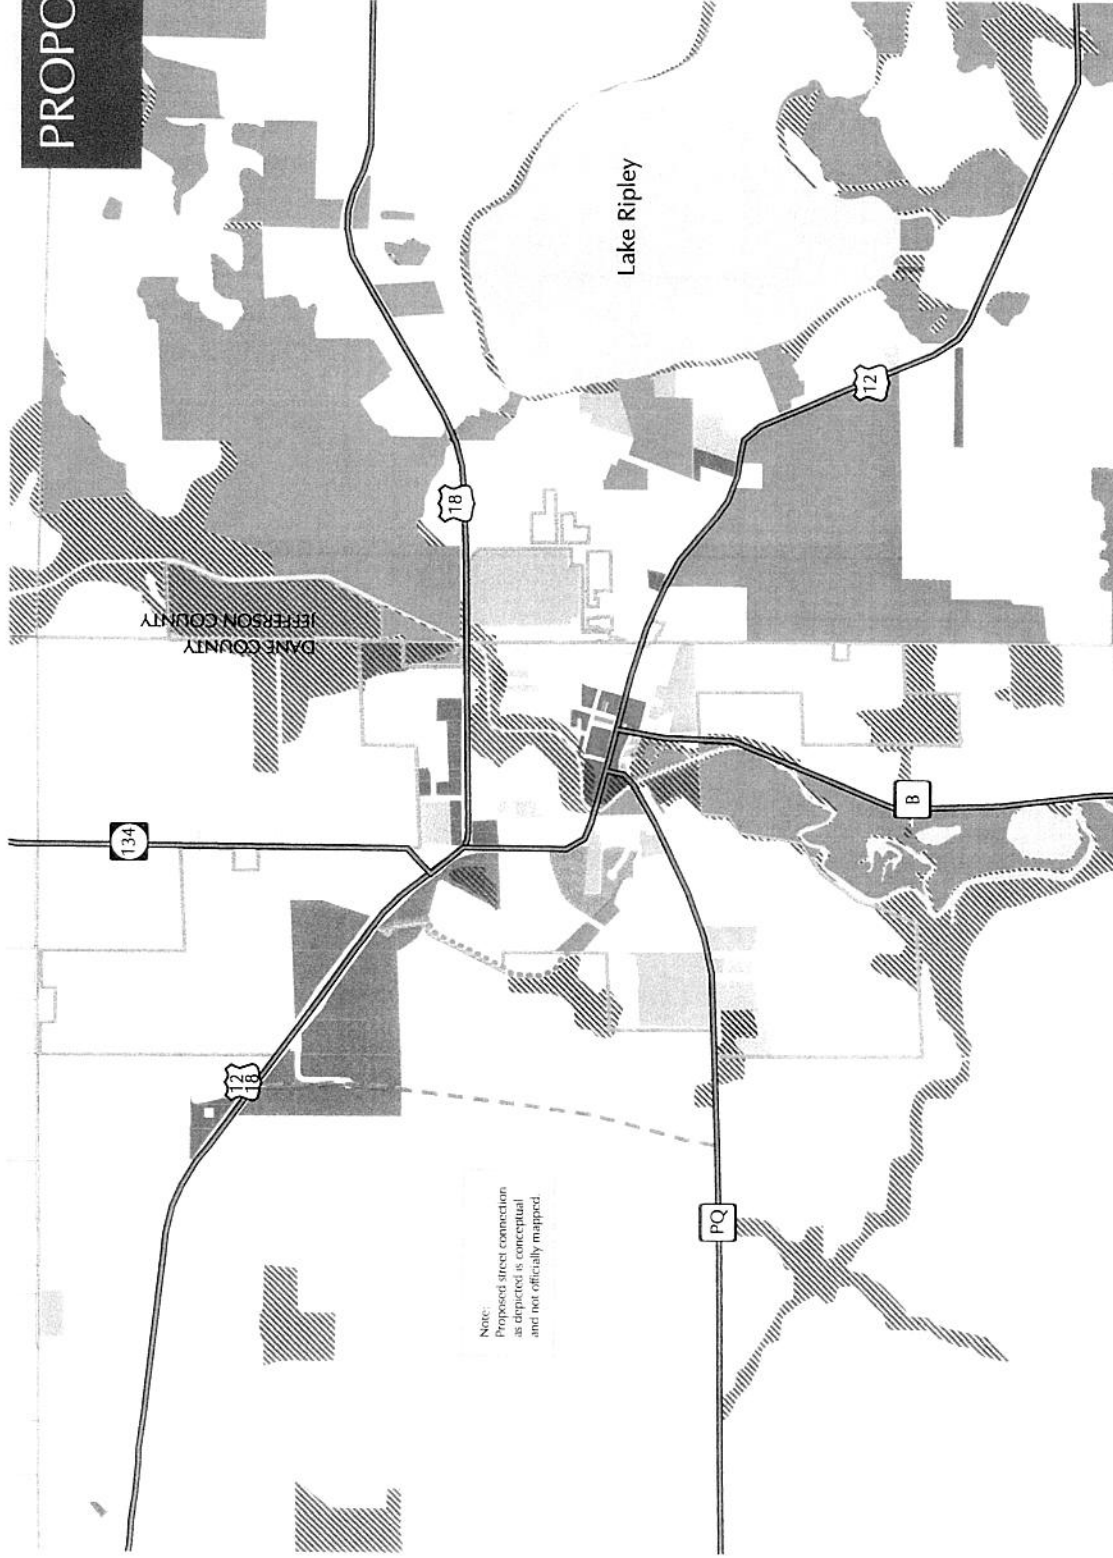 PROPO
Lake Ripley
DANE COUNTY
JEFFERSON COUNTY
18
12
134
B
12
18
PQ
Note:
Proposed street connection
as depicted is conceptual
and not officially mapped.